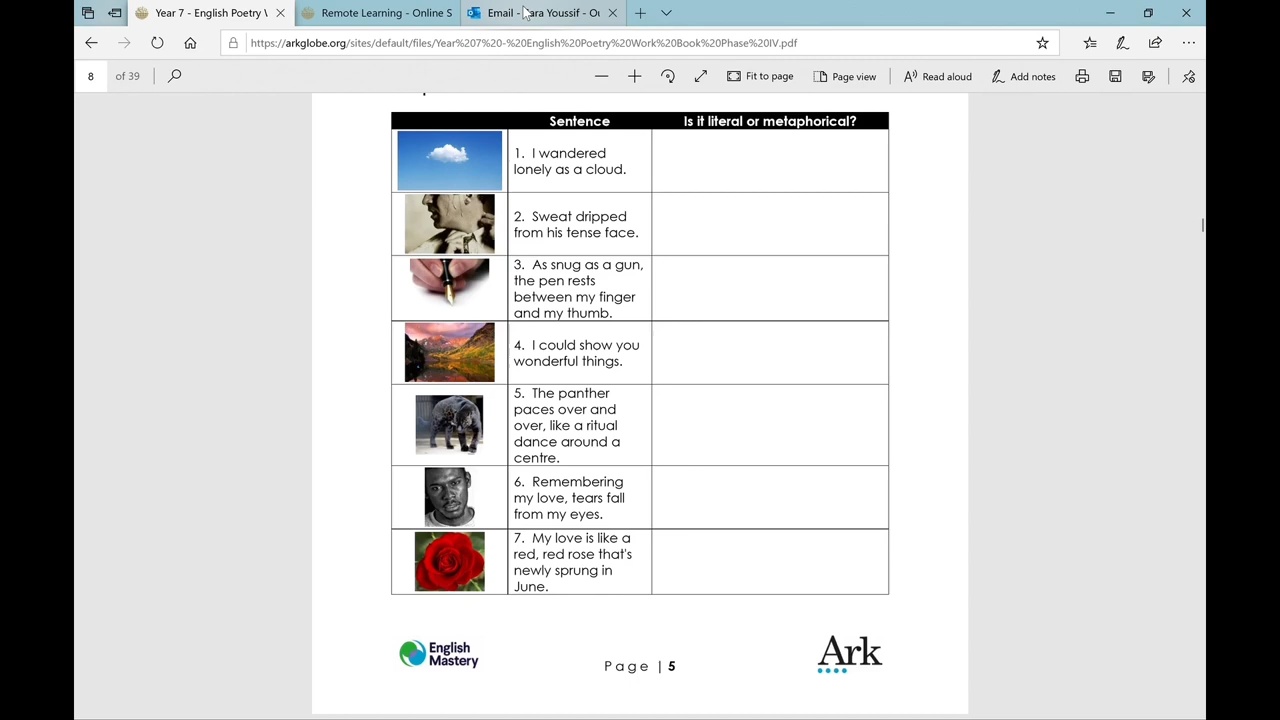 Year 7 - English Poetry
Remote Learning - Online S
Email
ara Youssif - Ou
https://arkglobe.org/sites/default/files/Year%207%20-%20English%20Poetry%20Work%20Book%20Phase%20IV.pdf
8 of 39
Fit to page
Page view
Read aloud
Add notes
Sentence
Is it literal or metaphorical?
1. I wandered
lonely as a cloud.
2. Sweat dripped
from his tense face.
3. As snug as a gun,
the pen rests
between my finger
and my thumb.
4. I could show you
wonderful things.
5. The panther
paces over and
over, like a ritual
dance around a
centre.
6. Remembering
my love, tears fall
from my eyes.
7. My love is like a
red, red rose that's
newly sprung in
June.
English
Mastery
Page | 5
Ark